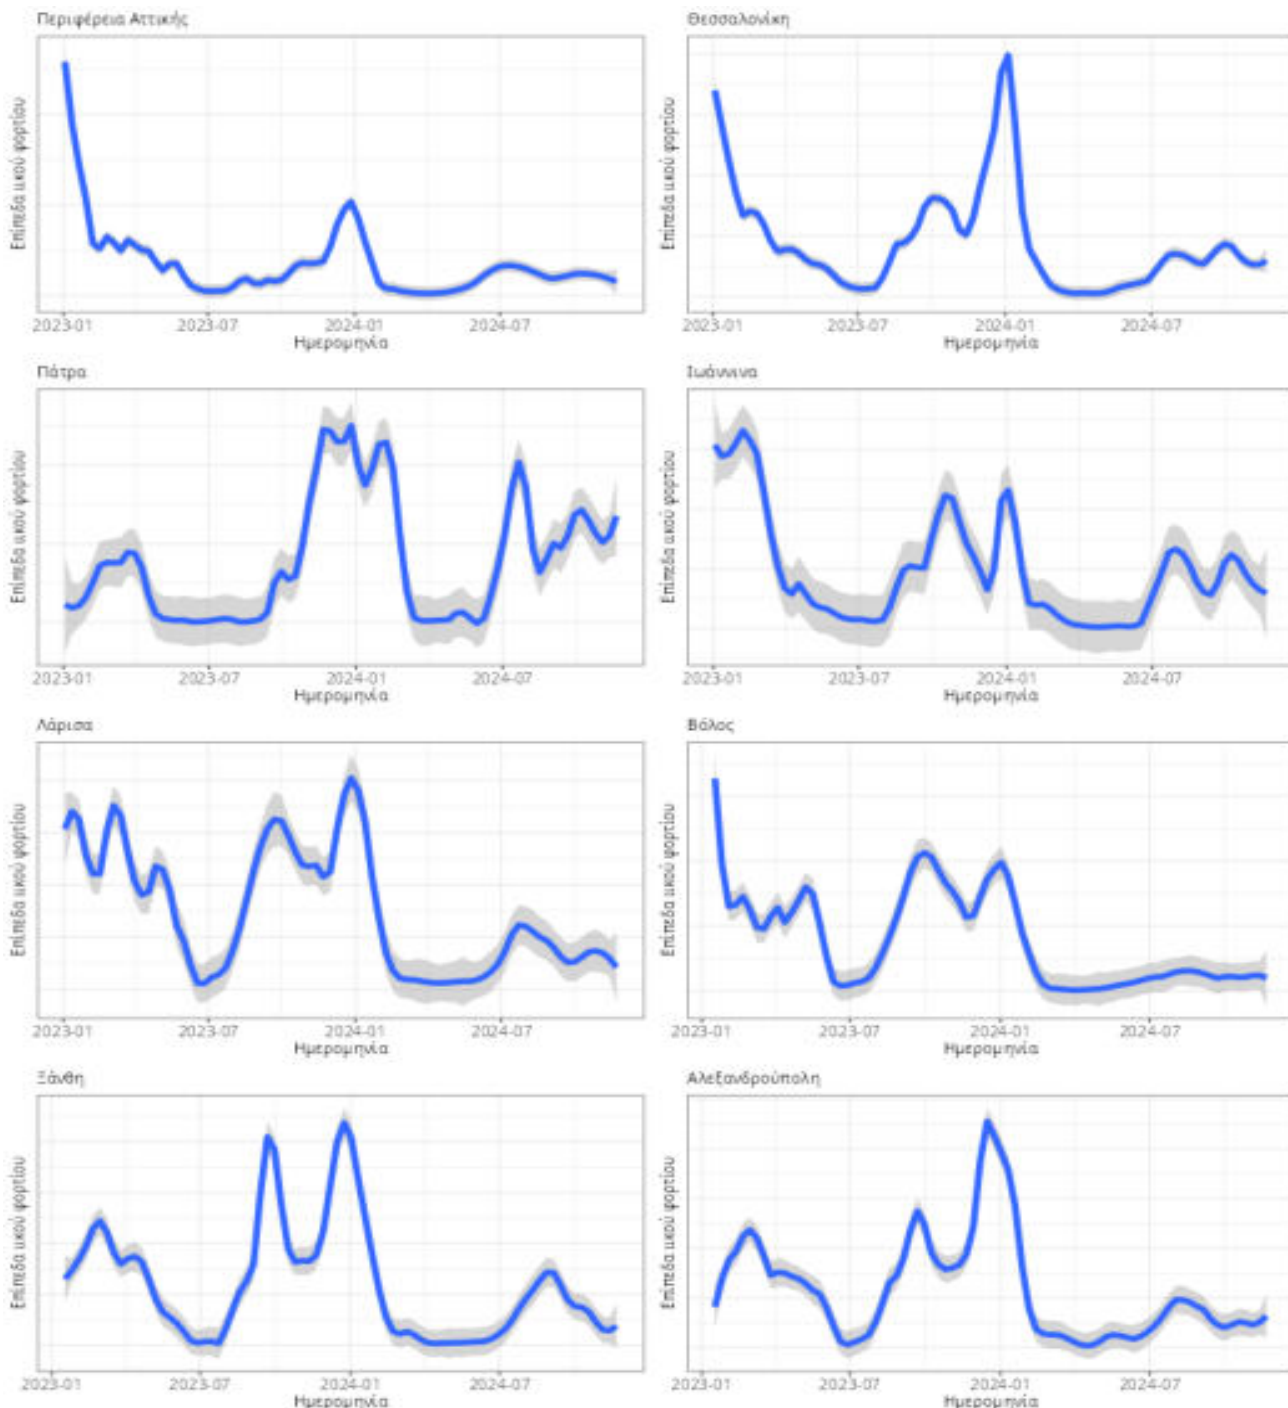 Περιφέρεια Αττικής
Επίπεδα ιικού φορτίου
2023-01 2023-07 2024-01 2024-07
Ημερομηνία
Θεσσαλονίκη
Επίπεδα ιικού φορτίου
2023-01 2023-07 2024-01 2024-07
Ημερομηνία
Πάτρα
Επίπεδα ιικού φορτίου
2023-01 2023-07 2024-01 2024-07
Ημερομηνία
Ιωάννινα
Επίπεδα ιικού φορτίου
2023-01 2023-07 2024-01 2024-07
Ημερομηνία
Λάρισα
Επίπεδα ιικού φορτίου
2023-01 2023-07 2024-01 2024-07
Ημερομηνία
Βόλος
Επίπεδα ιικού φορτίου
2023-01 2023-07 2024-01 2024-07
Ημερομηνία
Ξάνθη
Επίπεδα ιικού φορτίου
2023-01 2023-07 2024-01 2024-07
Ημερομηνία
Αλεξανδρούπολη
Επίπεδα ιικού φορτίου
2023-01 2023-07 2024-01 2024-07
Ημερομηνία